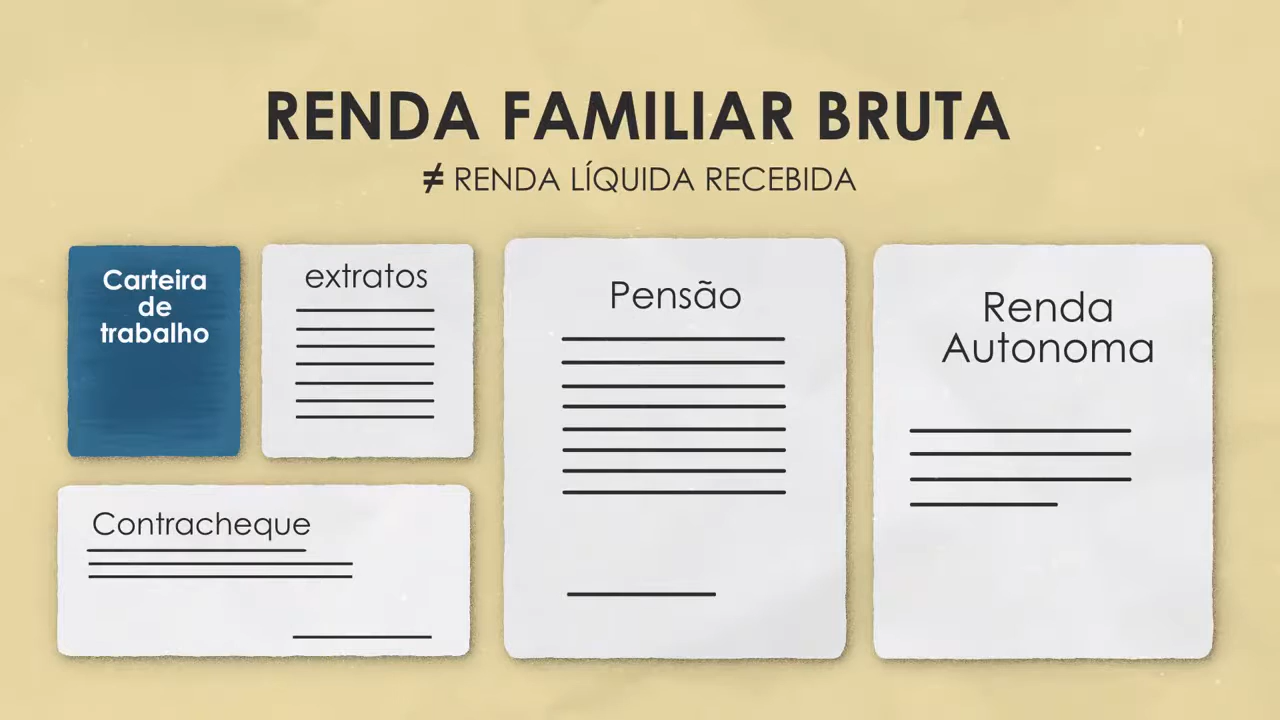 RENDA FAMILIAR BRUTA
≠ RENDA LÍQUIDA RECEBIDA
Carteira
de
trabalho
extratos
Pensão
Renda
Autonoma
Contracheque